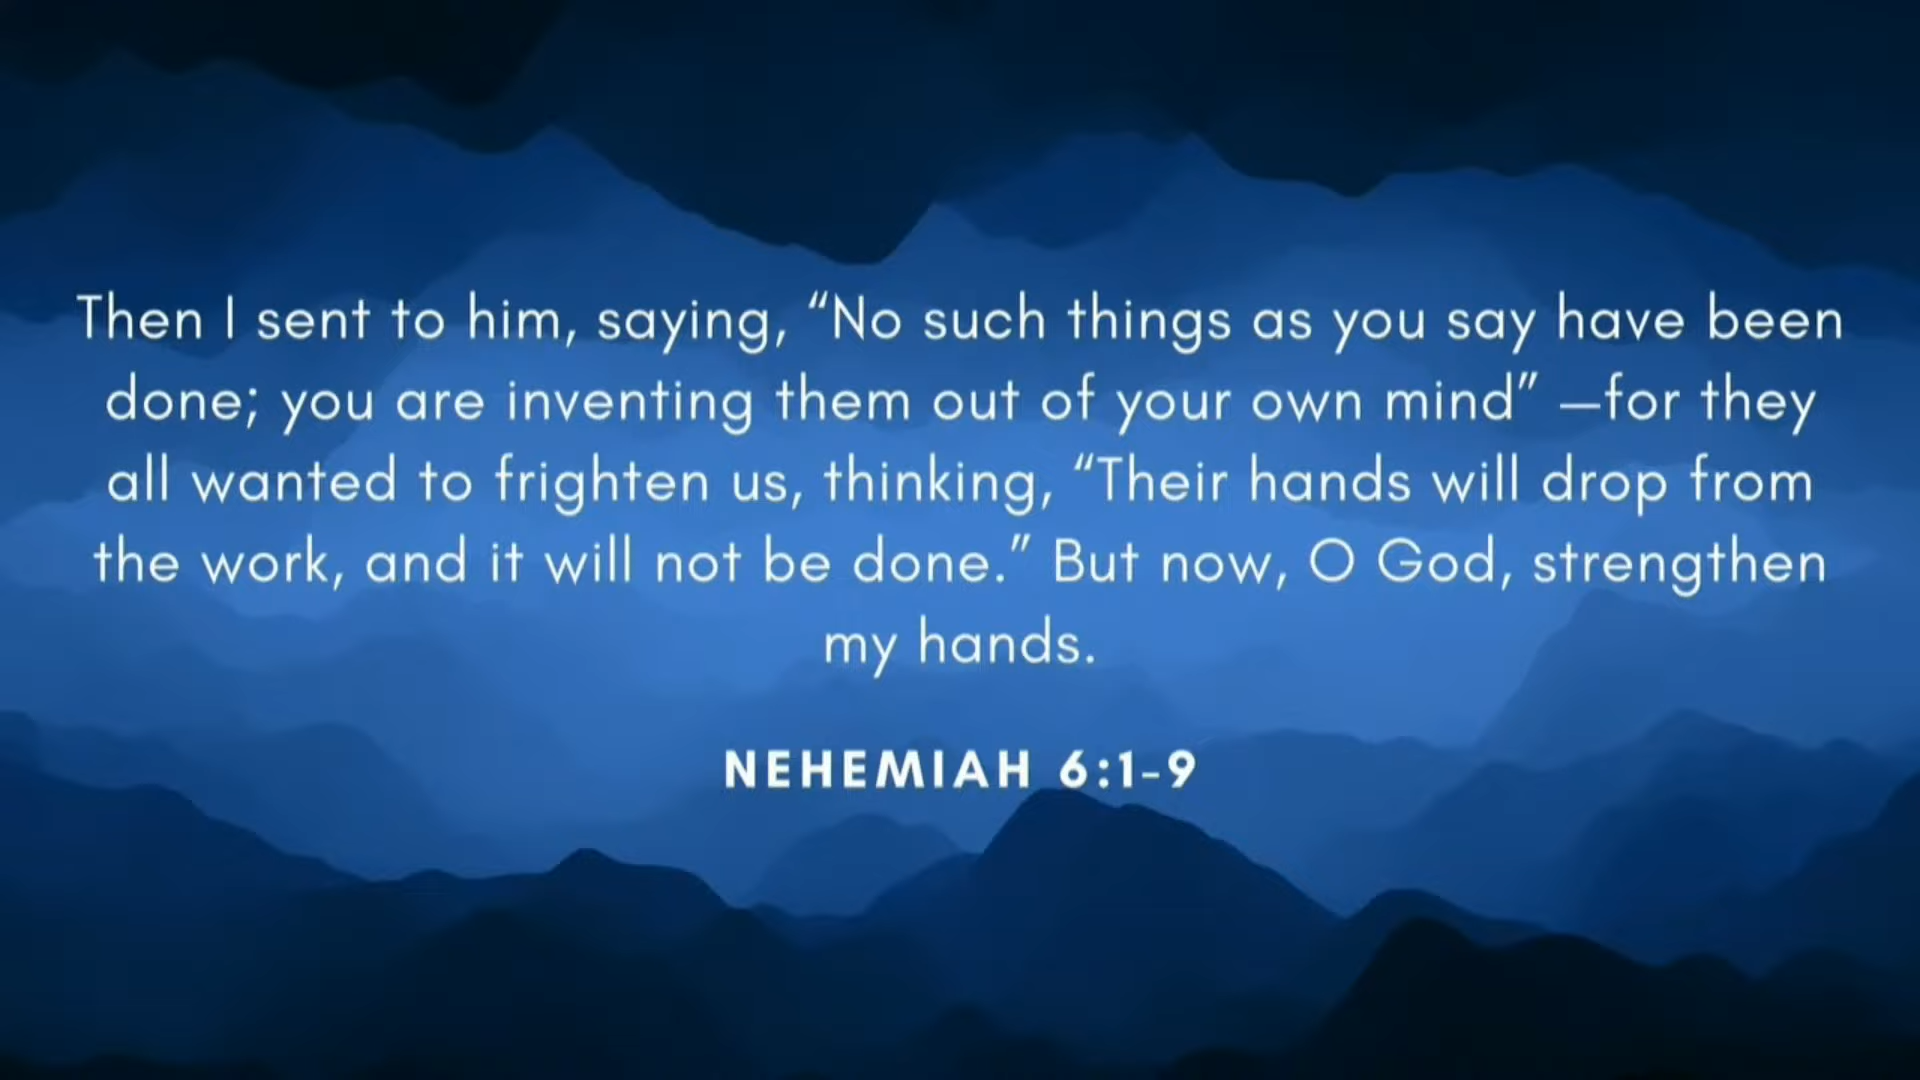 Then I sent to him, saying, “No such things as you say have been
done; you are inventing them out of your own mind” —for they
all wanted to frighten us, thinking, “Their hands will drop from
the work, and it will not be done.” But now, O God, strengthen
my hands.
NEHEMIAH 6:1-9